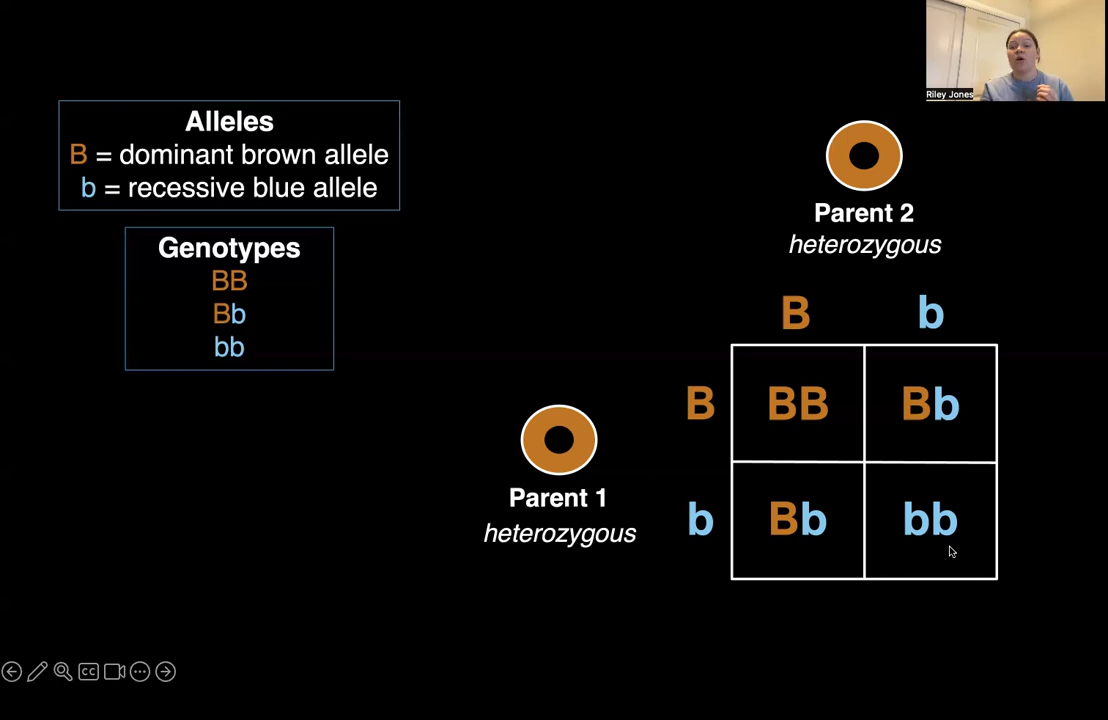 Riley Jones
Alleles
B = dominant brown allele
b = recessive blue allele
Genotypes
BB
Bb
bb
Parent 2
heterozygous
B b
B BB Bb
Parent 1
heterozygous
b Bb bb
CC